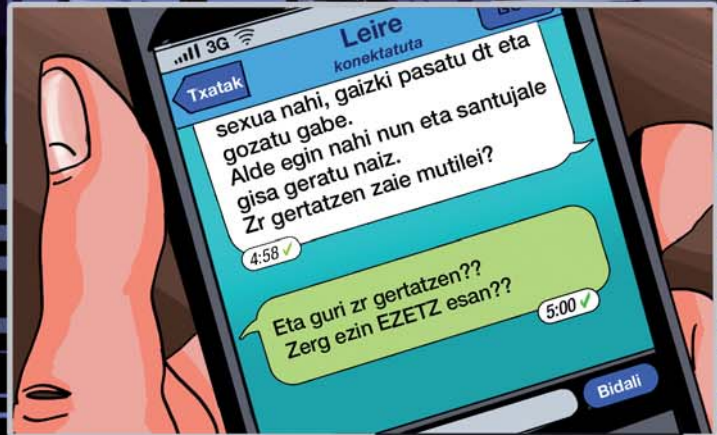 3G
Leire
konektatuta
Txatak
sexua nahi, gaizki pasatu dt eta
gozatu gabe.
Alde egin nahi nun eta santujale
gisa geratu naiz.
Zr gertatzen zaie mutilei?
4:58
Eta guri zr gertatzen??
Zerg ezin EZETZ esan??
5:00
Bidali